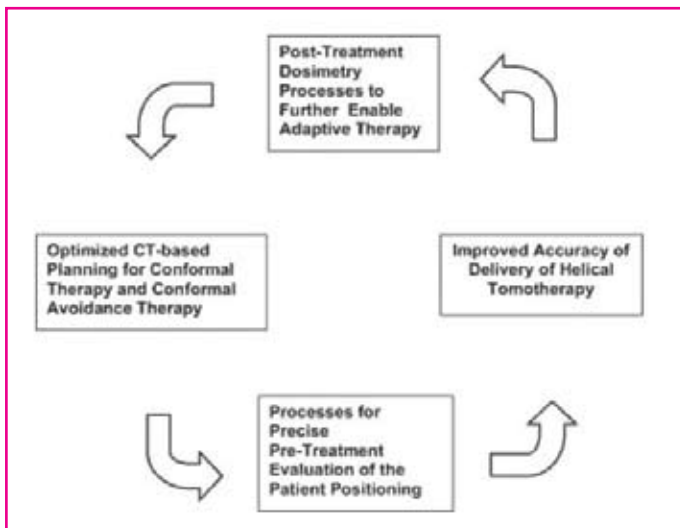 Post-Treatment
Dosimetry
Processes to
Further Enable
Adaptive Therapy
Optimized CT-based
Planning for Conformal
Therapy and Conformal
Avoidance Therapy
Improved Accuracy of
Delivery of Helical
Tomotherapy
Processes for
Precise
Pre-Treatment
Evaluation of the
Patient Positioning